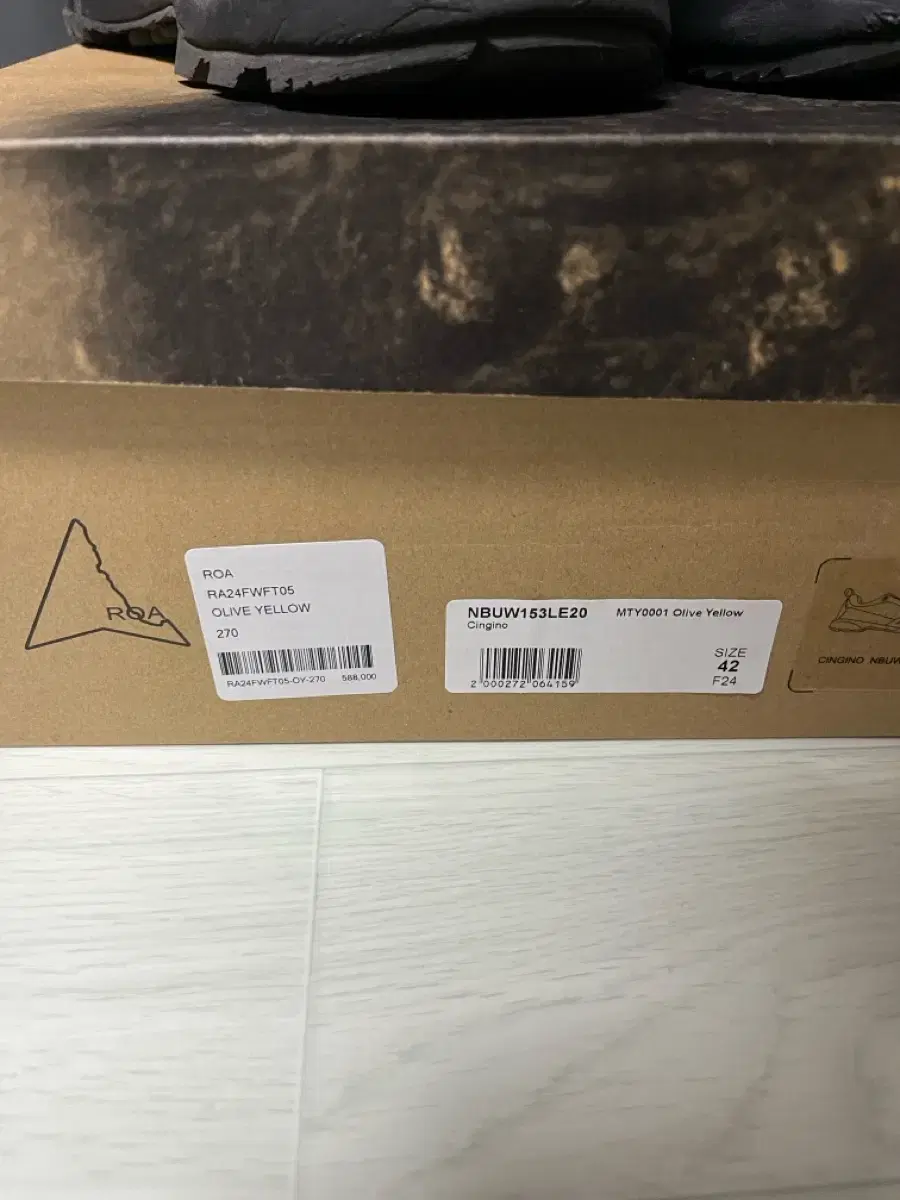 ROA
ROA
RA24FWFT05
OLIVE YELLOW
270
RA24FWFT05-OY-270 588,000
NBUW153LE20 MTY0001 Olive Yellow
Cingino
SIZE
42
F24
2 000272 064159
CINGINO NBUW